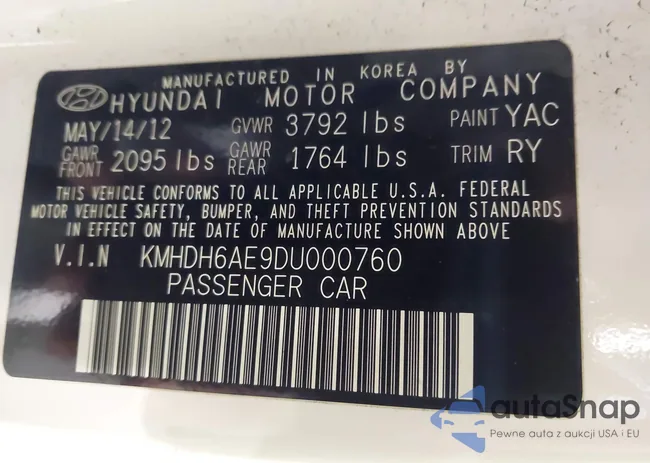 MANUFACTURED IN KOREA BY
HYUNDAI MOTOR COMPANY
MAY/14/12 GVWR 3792 lbs PAINT YAC
GAWR FRONT 2095 lbs GAWR REAR 1764 lbs TRIM RY
THIS VEHICLE CONFORMS TO ALL APPLICABLE U.S.A. FEDERAL
MOTOR VEHICLE SAFETY, BUMPER, AND THEFT PREVENTION STANDARDS
IN EFFECT ON THE DATE OF MANUFACTURE SHOWN ABOVE
V.I.N KMHDH6AE9DU000760
PASSENGER CAR
autaSnap
Pewne auta z aukcji USA i EU